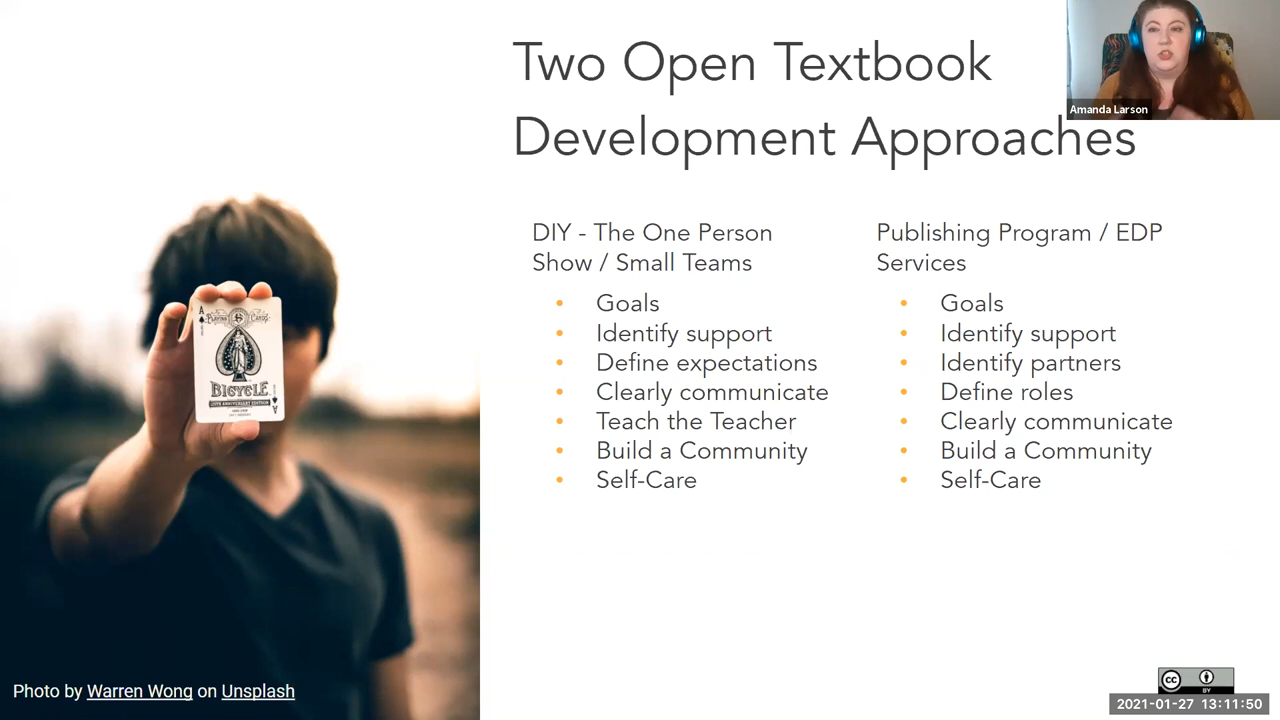 Two Open Textbook
Development Approaches
Amanda Larson
DIY - The One Person
Show / Small Teams
• Goals
• Identify support
• Define expectations
• Clearly communicate
• Teach the Teacher
• Build a Community
• Self-Care
Publishing Program / EDP
Services
• Goals
• Identify support
• Identify partners
• Define roles
• Clearly communicate
• Build a Community
• Self-Care
A
BICYCLE
A
Photo by Warren Wong on Unsplash
CC
BY
2021-01-27 13:11:50